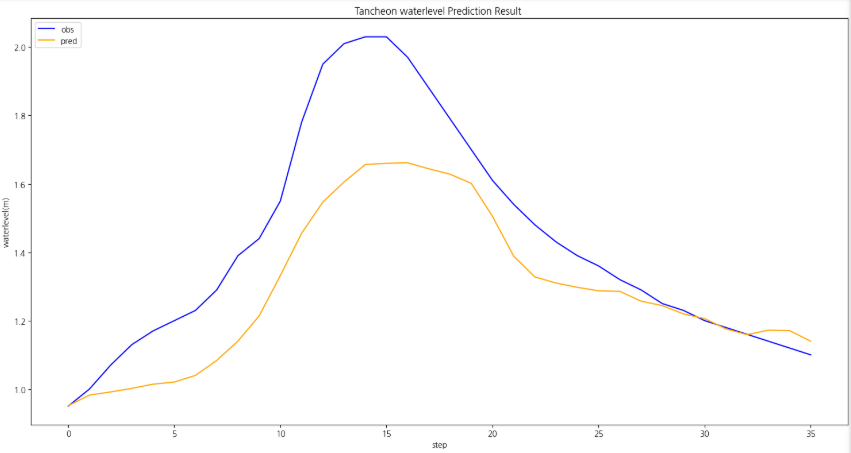 Tancheon waterlevel Prediction Result
obs
pred
2.0
1.8
1.6
1.4
1.2
1.0
waterlevel(m)
0 5 10 15 20 25 30 35
step